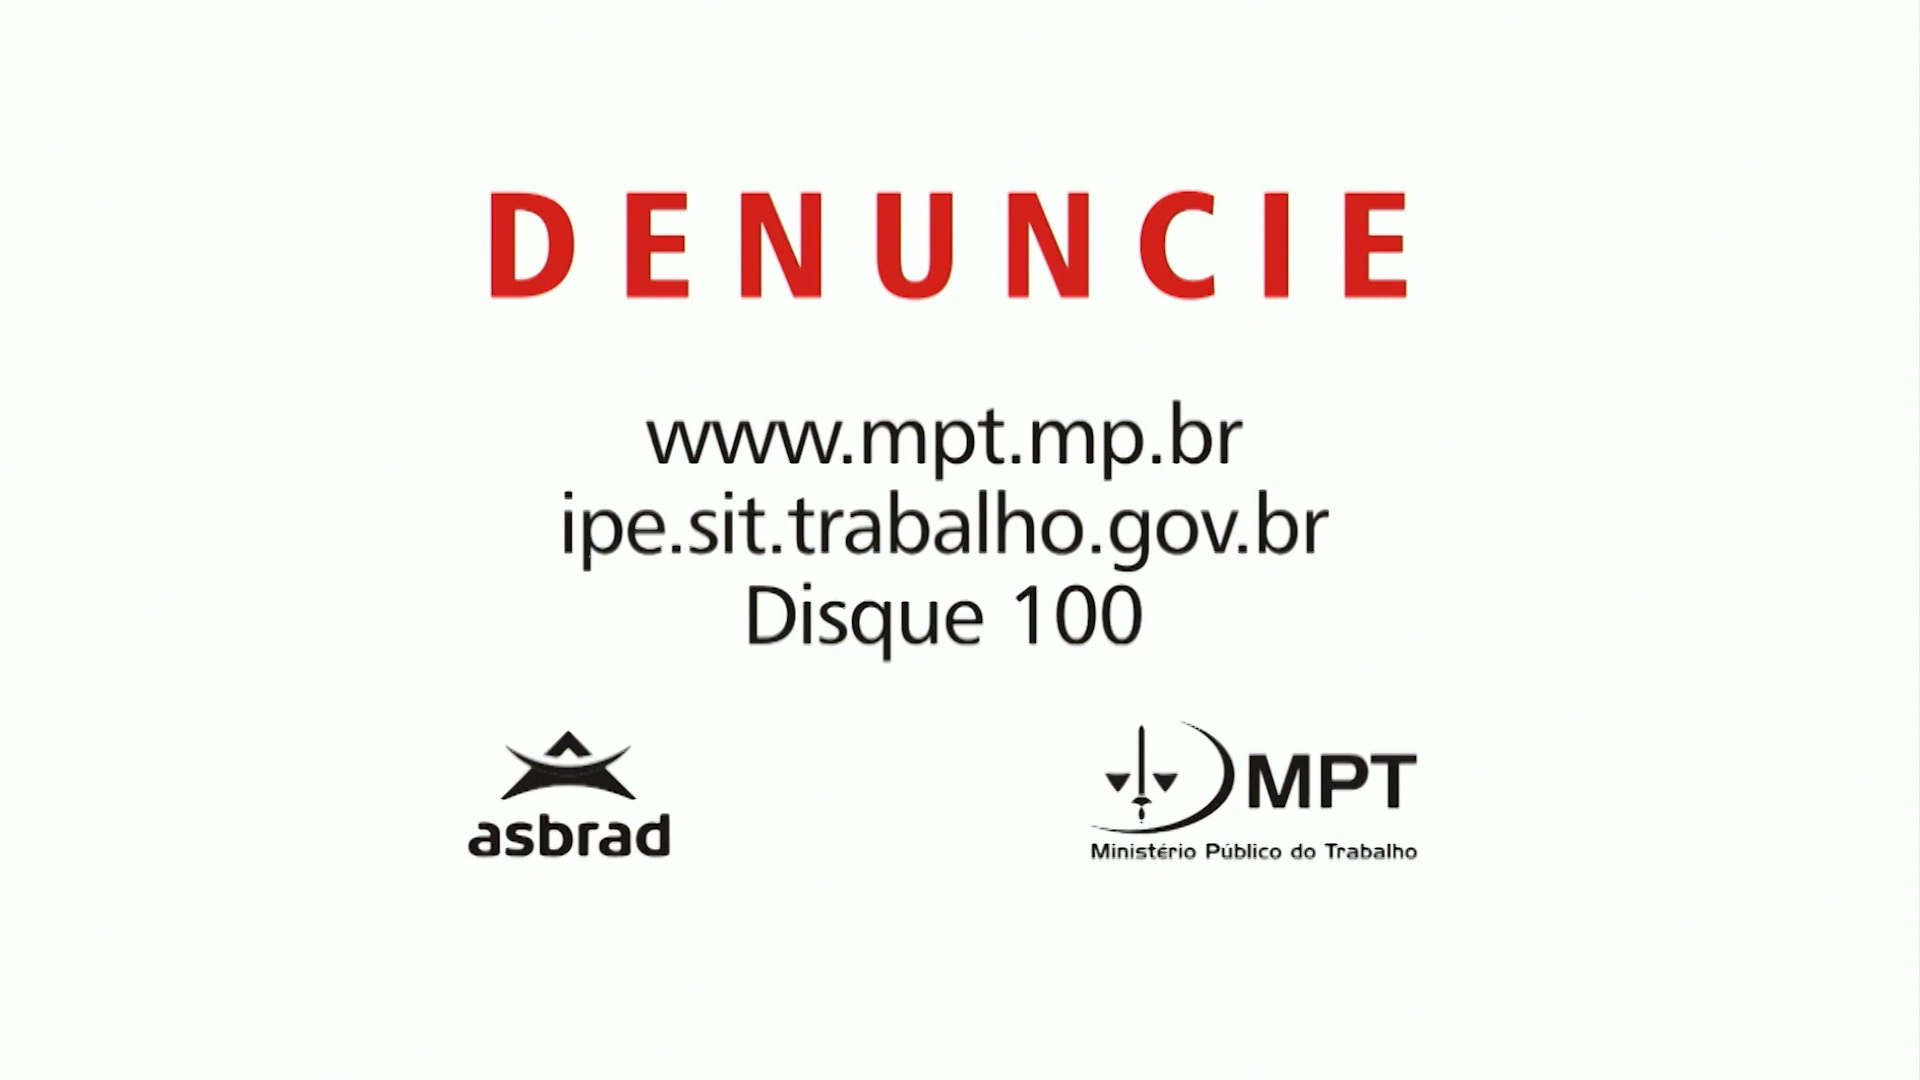 DENUNCIE
www.mpt.mp.br
ipe.sit.trabalho.gov.br
Disque 100
asbrad
MPT
Ministério Público do Trabalho